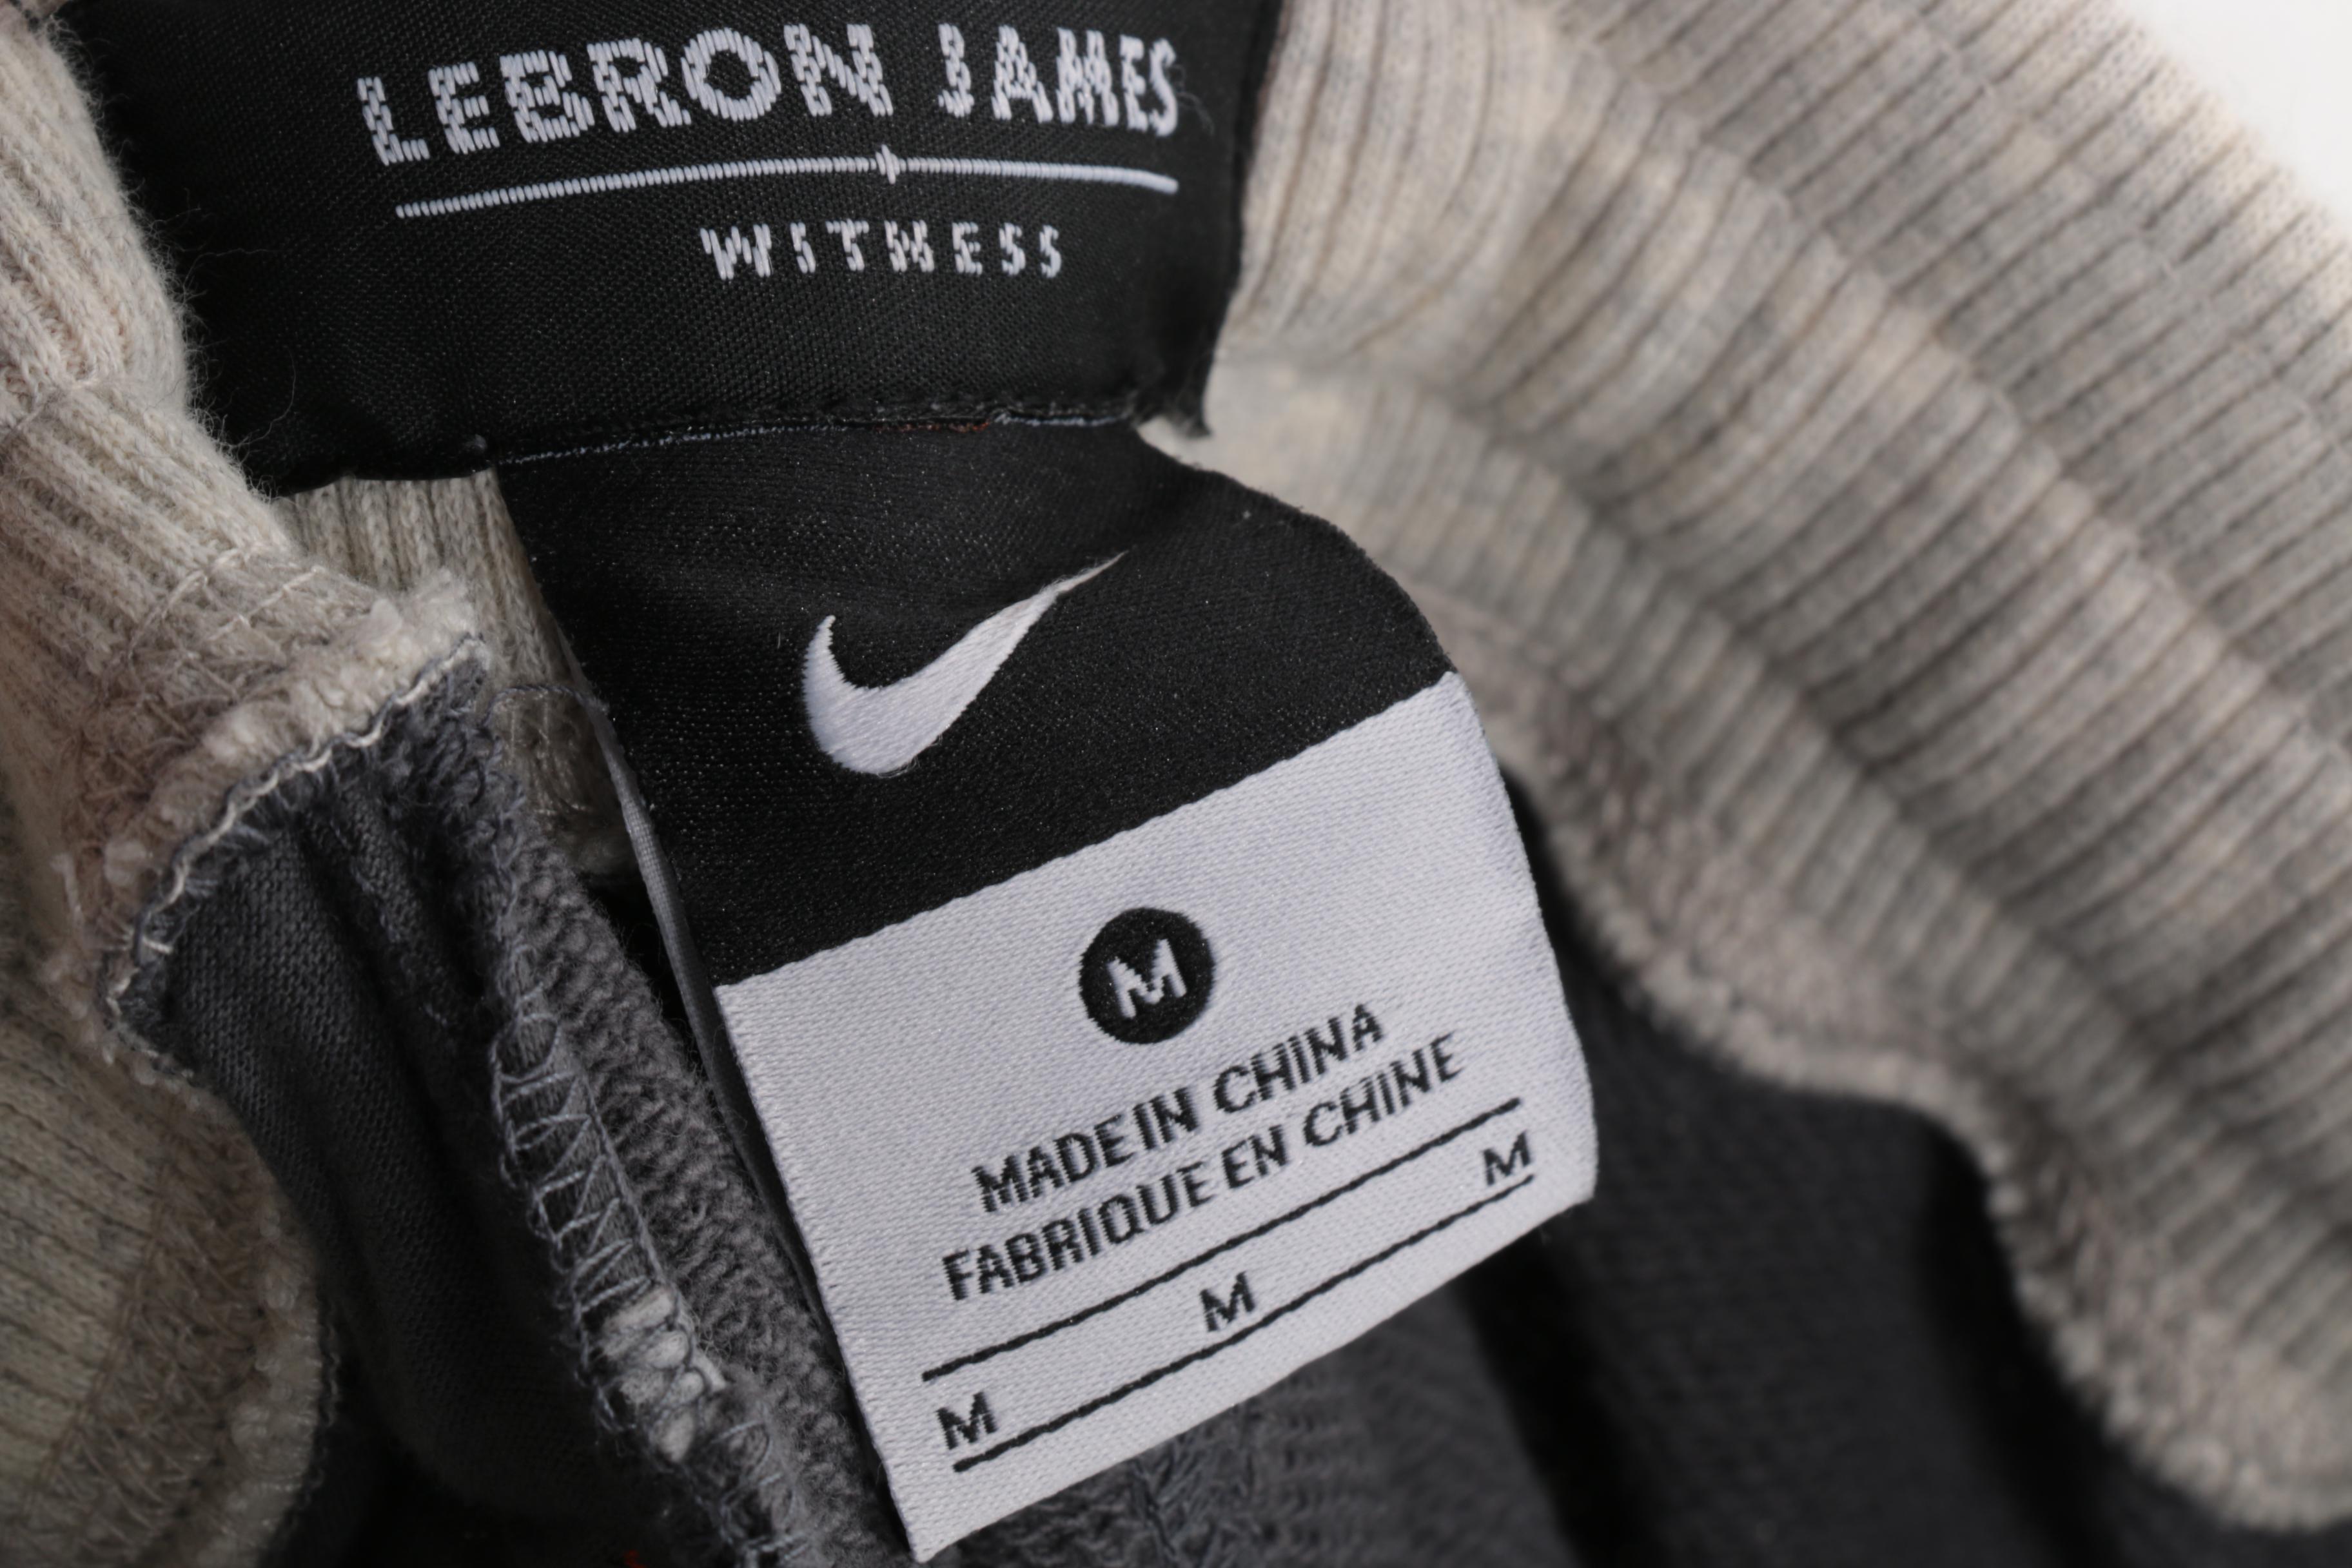 LEBRON JAMES
WITNESS
M
MADE IN CHINA
FABRIQUE EN CHINE
M M M